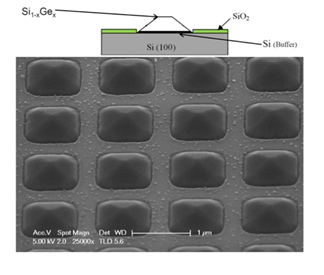 Si1-xGex
SiO2
Si (Buffer)
Si (100)
Acc.V Spot Magn Det WD
5.00 kV 2.0 25000x TLD 5.6
1 μm